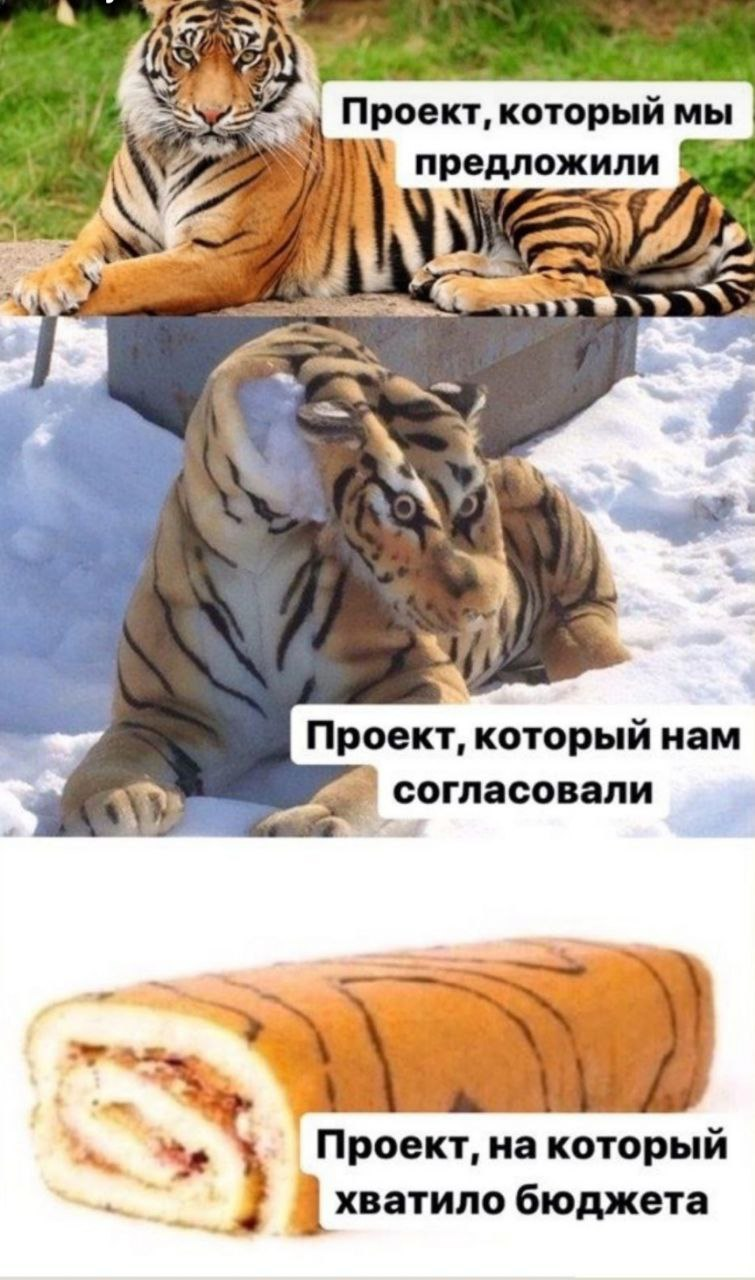 Проект, который мы
предложили
Проект, который нам
согласовали
Проект, на который
хватило бюджета